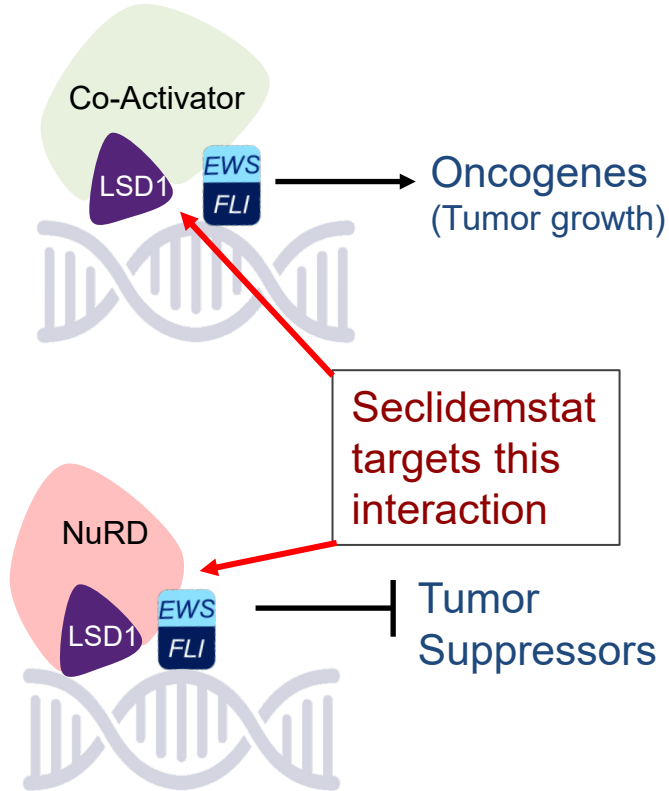 Co-Activator
LSD1
EWS
FLI
Oncogenes
(Tumor growth)
Seclidemstat
targets this
interaction
NuRD
LSD1
EWS
FLI
Tumor
Suppressors